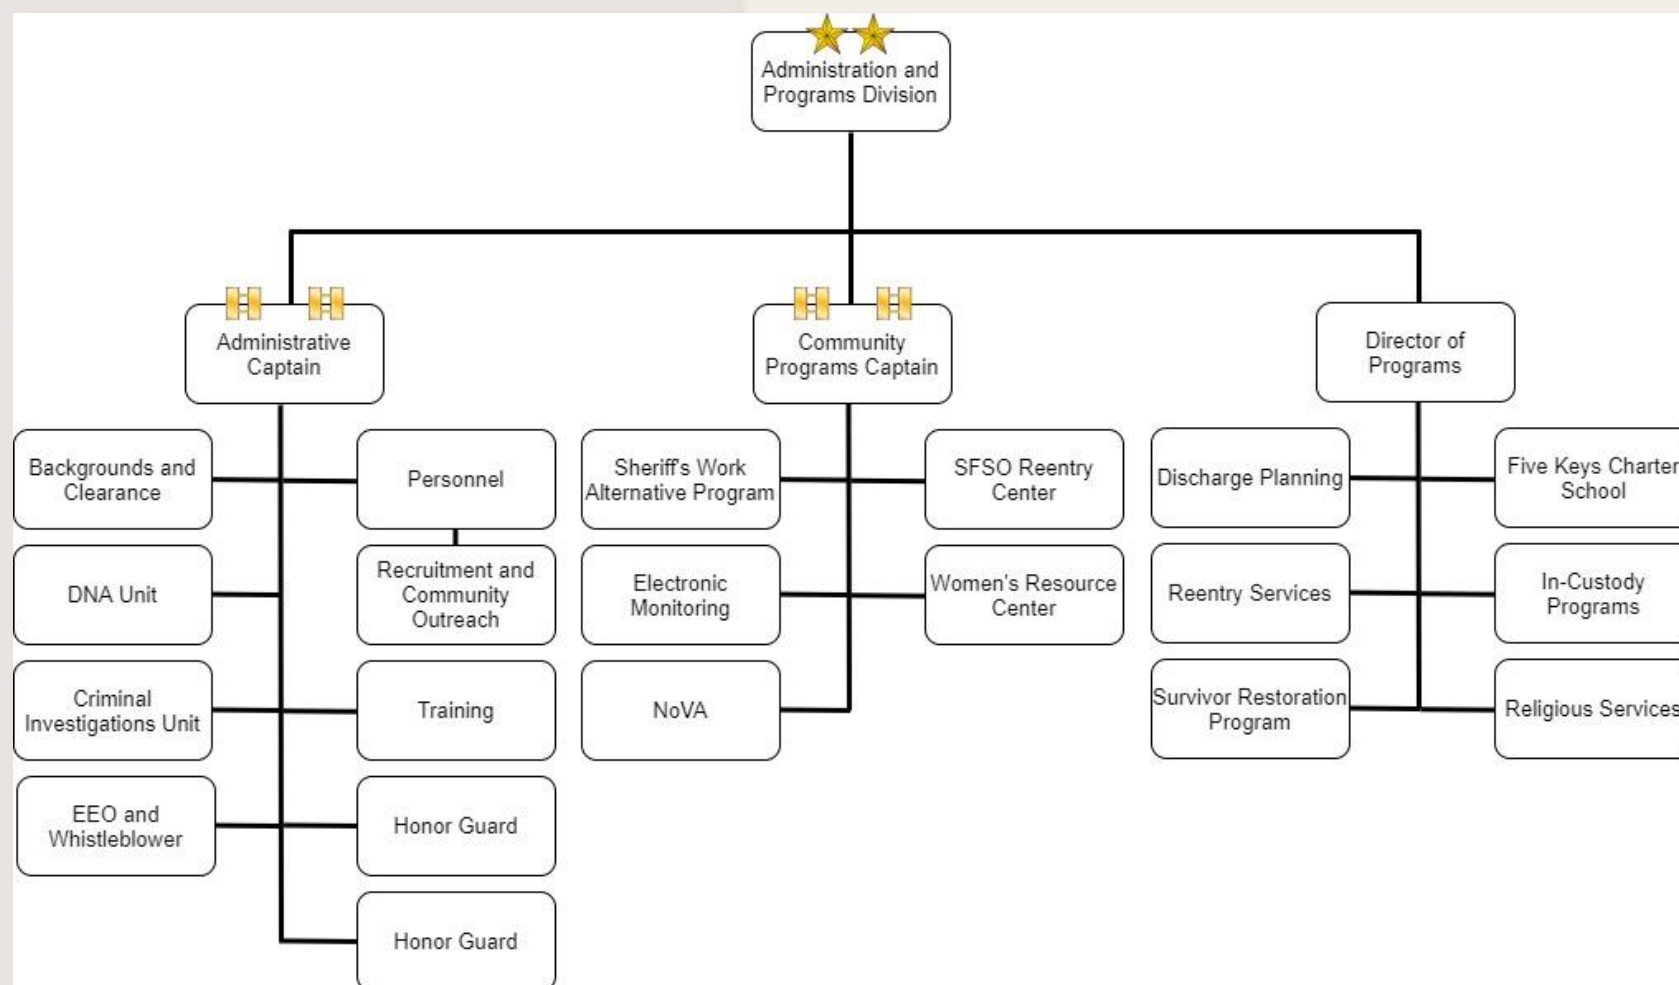 Administration and
Programs Division
Administrative
Captain
Community
Programs Captain
Director of
Programs
Backgrounds and
Clearance
Personnel
Sheriff's Work
Alternative Program
SFSO Reentry
Center
Discharge Planning
Five Keys Charter
School
DNA Unit
Recruitment and
Community
Outreach
Electronic
Monitoring
Women's Resource
Center
Reentry Services
In-Custody
Programs
Criminal
Investigations Unit
Training
NoVA
Survivor Restoration
Program
Religious Services
EEO and
Whistleblower
Honor Guard
Honor Guard